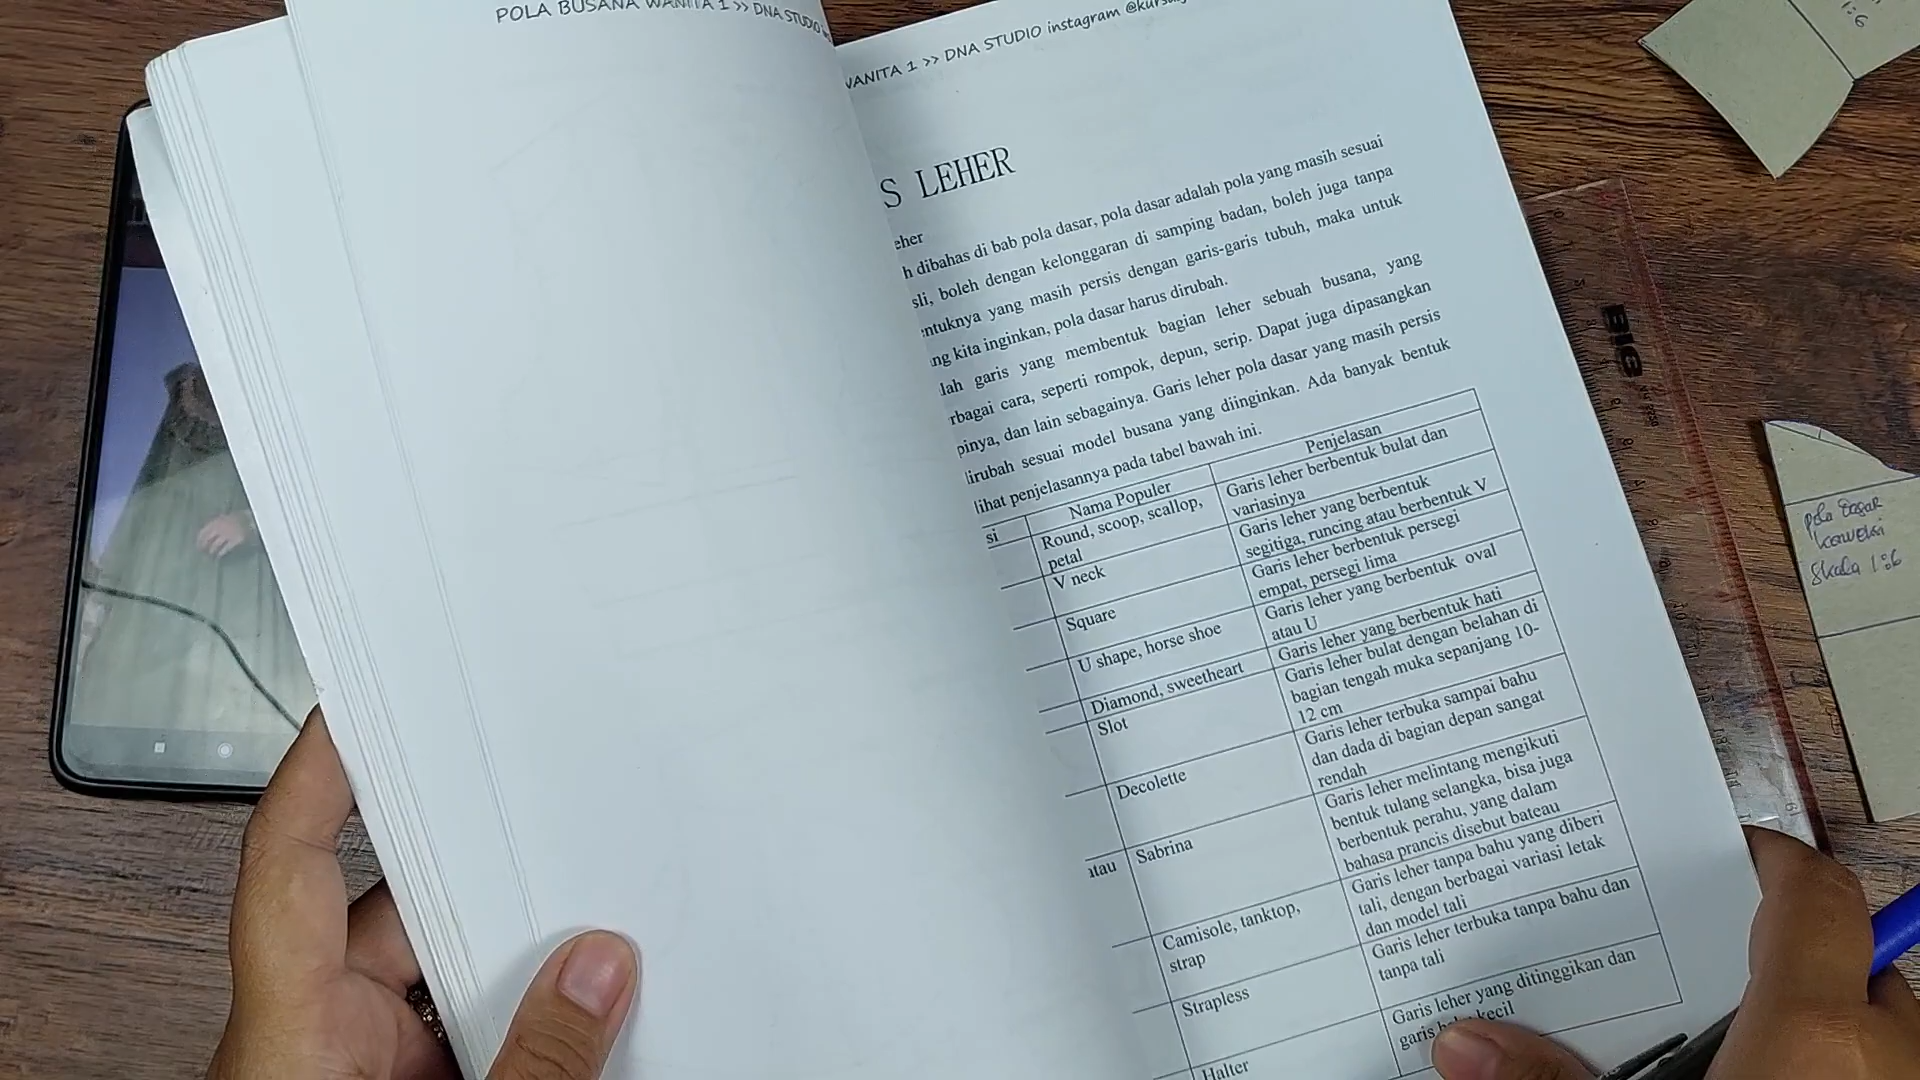 POLA BUSANA WANITA 1 >> DNA STUDIO
WANITA 1 >> DNA STUDIO instagram
S LEHER
eher
h dibahas di bab pola dasar, pola dasar adalah pola yang masih sesuai
sli, boleh dengan kelonggaran di samping badan, boleh juga tanpa
ntuknya yang masih persis dengan garis-garis tubuh, maka untuk
ng kita inginkan, pola dasar harus dirubah.
lah garis yang membentuk bagian leher sebuah busana, yang
rbagai cara, seperti rompok, depun, serip. Dapat juga dipasangkan
pinya, dan lain sebagainya. Garis leher pola dasar yang masih persis
lirubah sesuai model busana yang diinginkan. Ada banyak bentuk
lihat penjelasannya pada tabel bawah ini.
si
Nama Populer
Penjelasan
Round, scoop, scallop,
petal
Garis leher berbentuk bulat dan
variasinya
V neck
Garis leher yang berbentuk
segitiga, runcing atau berbentuk V
Square
Garis leher berbentuk persegi
empat, persegi lima
U shape, horse shoe
Garis leher yang berbentuk oval
atau U
Diamond, sweetheart
Garis leher yang berbentuk hati
Slot
Garis leher bulat dengan belahan di
bagian tengah muka sepanjang 10-
12 cm
Decolette
Garis leher terbuka sampai bahu
dan dada di bagian depan sangat
rendah
atau
Sabrina
Garis leher melintang mengikuti
bentuk tulang selangka, bisa juga
berbentuk perahu, yang dalam
bahasa prancis disebut bateau
Camisole, tanktop,
strap
Garis leher tanpa bahu yang diberi
tali, dengan berbagai variasi letak
dan model tali
Strapless
Garis leher terbuka tanpa bahu dan
tanpa tali
Halter
Garis leher yang ditinggikan dan
garis kecil
BIG
1:6
pola Dasar
konveksi
Skala 1:6